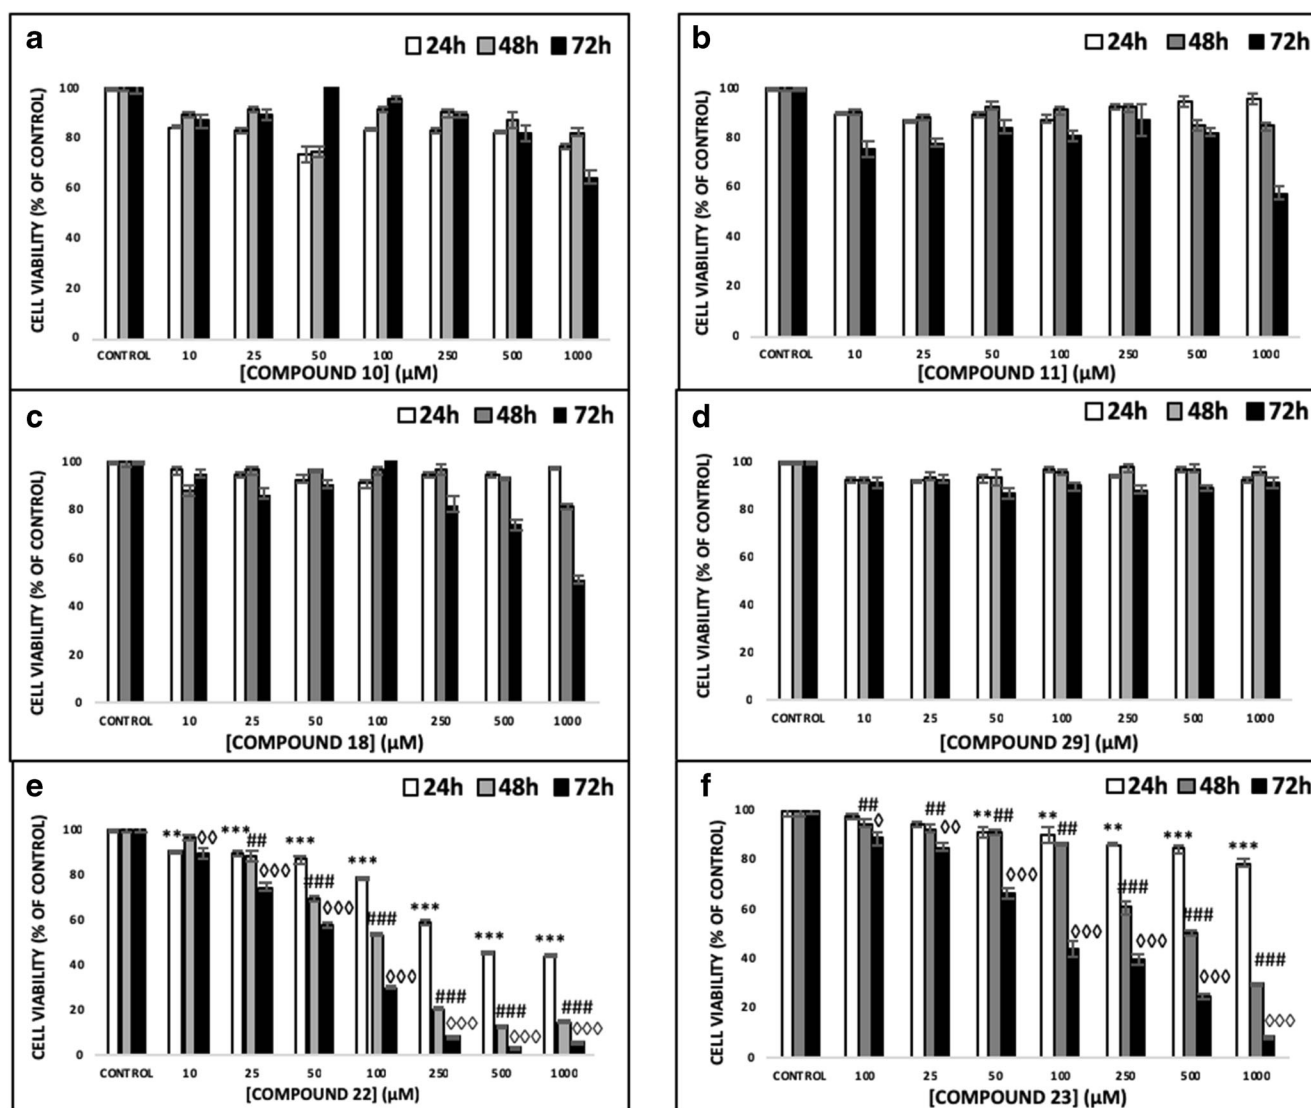 a
24h 48h 72h
CELL VIABILITY (% OF CONTROL)
100
80
60
40
20
0
CONTROL 10 25 50 100 250 500 1000
[COMPOUND 10] (µM)
b
24h 48h 72h
CELL VIABILITY (% OF CONTROL)
100
80
60
40
20
0
CONTROL 10 25 50 100 250 500 1000
[COMPOUND 11] (µM)
c
24h 48h 72h
CELL VIABILITY (% OF CONTROL)
100
80
60
40
20
0
CONTROL 10 25 50 100 250 500 1000
[COMPOUND 18] (µM)
d
24h 48h 72h
CELL VIABILITY (% OF CONTROL)
100
80
60
40
20
0
CONTROL 10 25 50 100 250 500 1000
[COMPOUND 29] (µM)
e
24h 48h 72h
CELL VIABILITY (% OF CONTROL)
100
80
60
40
20
0
** ◊◊ *** ## ◊◊◊ *** ### ◊◊◊ *** ### ◊◊◊ *** ### ◊◊◊ *** ### ◊◊◊ *** ### ◊◊◊
CONTROL 10 25 50 100 250 500 1000
[COMPOUND 22] (µM)
f
24h 48h 72h
CELL VIABILITY (% OF CONTROL)
100
80
60
40
20
0
## ◊ ## ◊◊ ** ## ◊◊◊ ** ## ◊◊◊ ** ### ◊◊◊ *** ### ◊◊◊ *** ### ◊◊◊
CONTROL 100 25 50 100 250 500 1000
[COMPOUND 23] (µM)